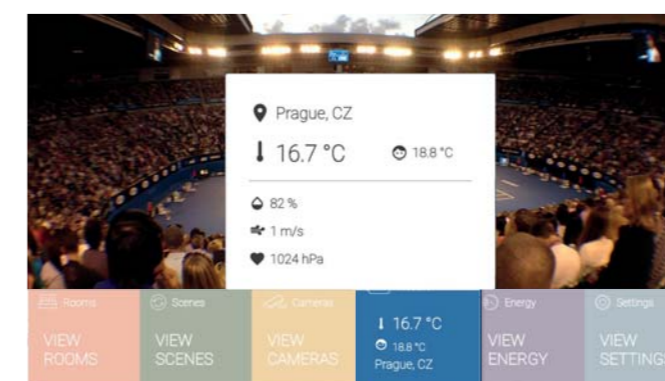 Prague, CZ
16.7 °C
18.8 °C
82 %
1 m/s
1024 hPa
Rooms
VIEW
ROOMS
Scenes
VIEW
SCENES
Cameras
VIEW
CAMERAS
16.7 °C
18.8 °C
Prague, CZ
Energy
VIEW
ENERGY
Settings
VIEW
SETTINGS